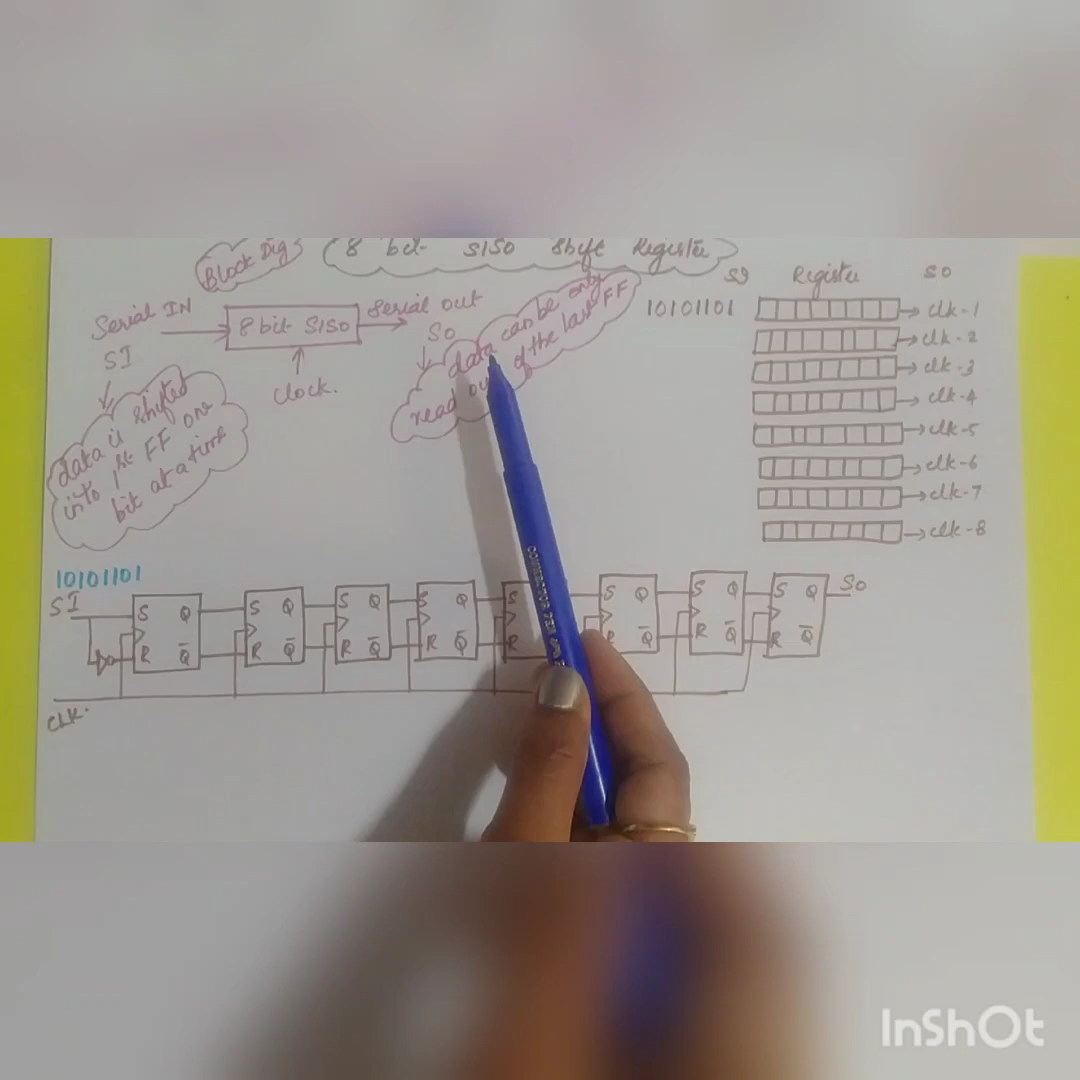 Block Dig
8 bit SISO Shift Register
Serial IN
SI
8 bit SISO
Serial out
SO
Clock.
data is shifted
into the FF one
bit at a time
data can be only
read out of the last FF
SI Register SO
10101101
clk-1
clk-2
clk-3
clk-4
clk-5
clk-6
clk-7
clk-8
10101101
SI
S Q S Q S Q S Q S S Q S Q S Q
SO
R Q̅ R Q̅ R Q̅ R Q̅ R R Q̅ R Q̅ R Q̅
CLK.
InShOt